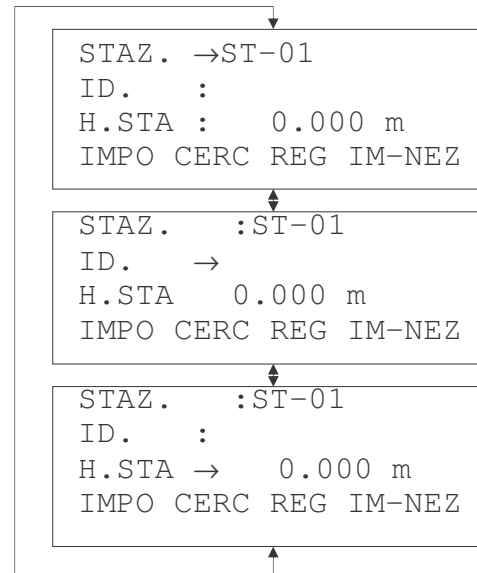 STAZ. →ST-01
ID. :
H.STA : 0.000 m
IMPO CERC REG IM-NEZ
STAZ. :ST-01
ID. →
H.STA 0.000 m
IMPO CERC REG IM-NEZ
STAZ. :ST-01
ID. :
H.STA → 0.000 m
IMPO CERC REG IM-NEZ